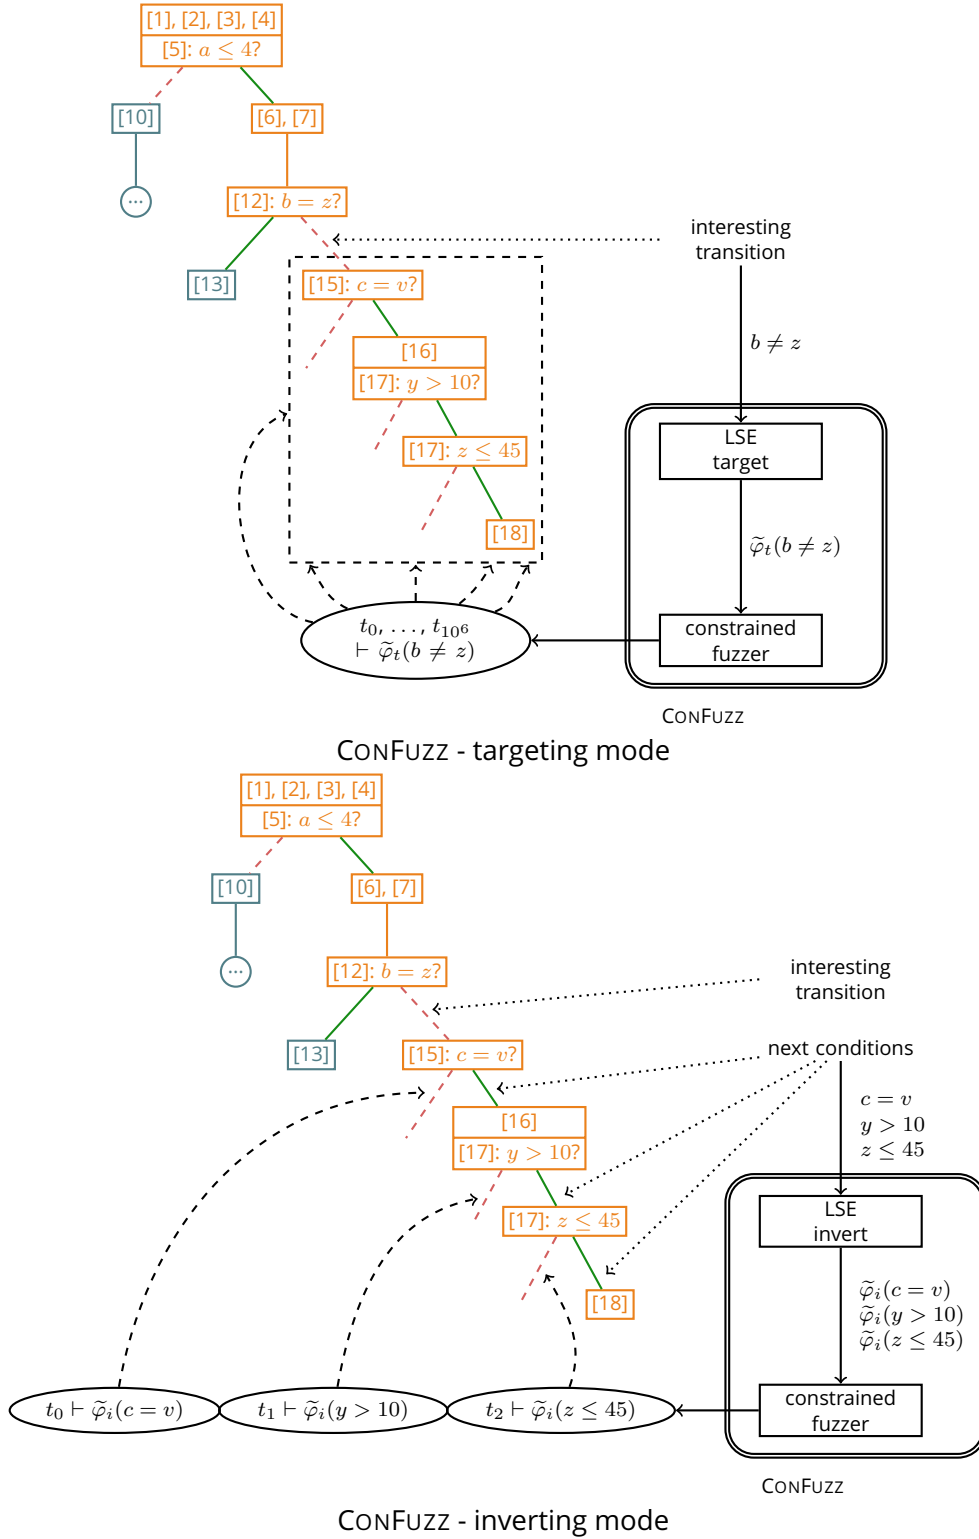 [1], [2], [3], [4]
[5]: a ≤ 4?
[10]
[6], [7]
...
[12]: b = z?
interesting
transition
[13]
[15]: c = v?
b ≠ z
[16]
[17]: y > 10?
LSE
target
[17]: z ≤ 45
[18]
φ̃t(b ≠ z)
t0, . . . , t10^6
⊢ φ̃t(b ≠ z)
constrained
fuzzer
CONFUZZ
CONFUZZ - targeting mode
[1], [2], [3], [4]
[5]: a ≤ 4?
[10]
[6], [7]
...
[12]: b = z?
interesting
transition
[13]
[15]: c = v?
next conditions
c = v
y > 10
z ≤ 45
[16]
[17]: y > 10?
[17]: z ≤ 45
LSE
invert
[18]
φ̃i(c = v)
φ̃i(y > 10)
φ̃i(z ≤ 45)
t0 ⊢ φ̃i(c = v)
t1 ⊢ φ̃i(y > 10)
t2 ⊢ φ̃i(z ≤ 45)
constrained
fuzzer
CONFUZZ
CONFUZZ - inverting mode